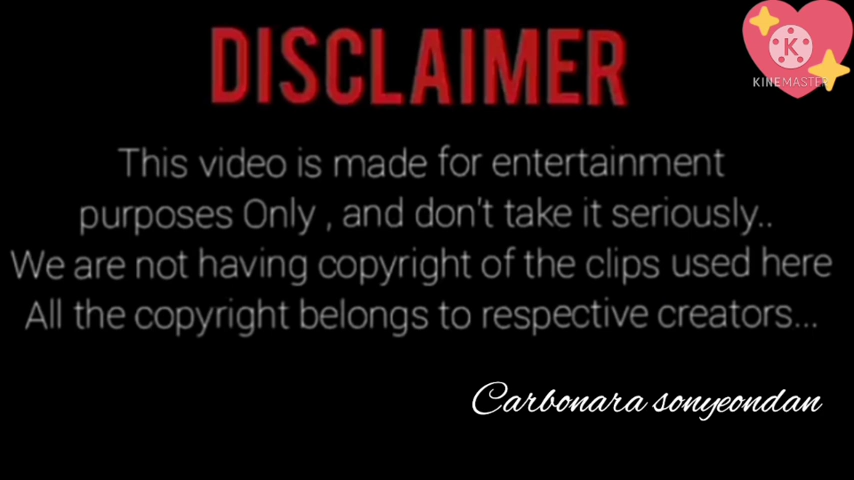 DISCLAIMER
KINEMASTER
This video is made for entertainment
purposes Only , and don't take it seriously..
We are not having copyright of the clips used here
All the copyright belongs to respective creators...
Carbonara sonyeondan